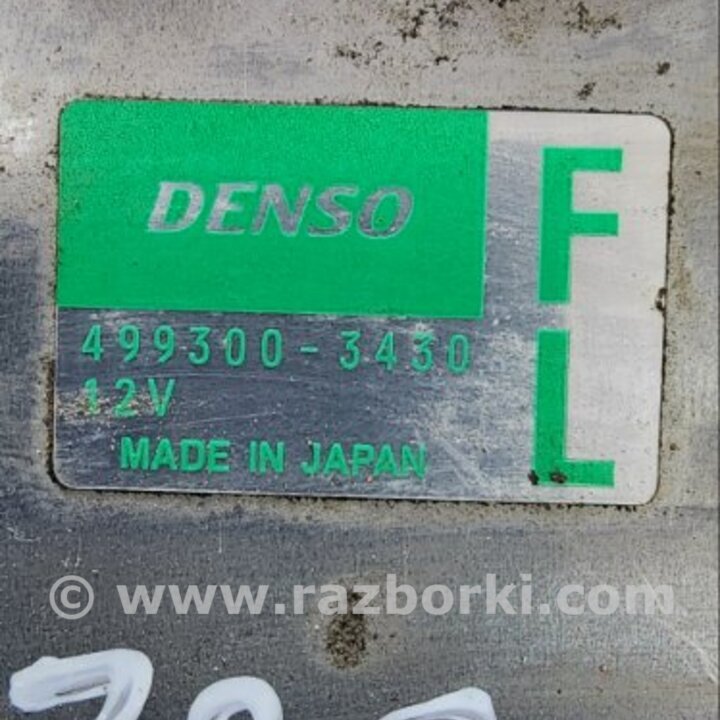 DENSO
F
L
499300-3430
12V
MADE IN JAPAN
© www.razborki.com